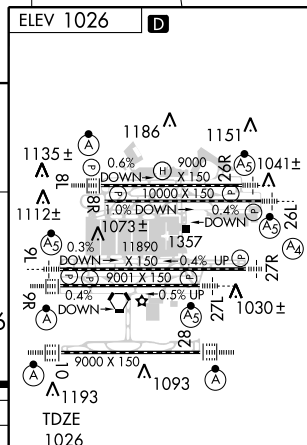 ELEV 1026 D
1186
1151
A
A
1135 ±
P
0.6%
H
9000
26R
A5
1041 ±
8L
DOWN X 150
P
10000 X 150
P
1112 ±
8R
1.0% DOWN
0.4%
P
26L
DOWN
A5
A5
1073 ±
1357
A4
9L
0.3%
11890
P
DOWN X 150 0.4% UP
27R
P
P
9001 X 150
P
9R
0.4%
DOWN
0.5% UP
27L
1030 ±
A
A5
28
9000 X 150
A
10
A
1193
1093
TDZE
1026